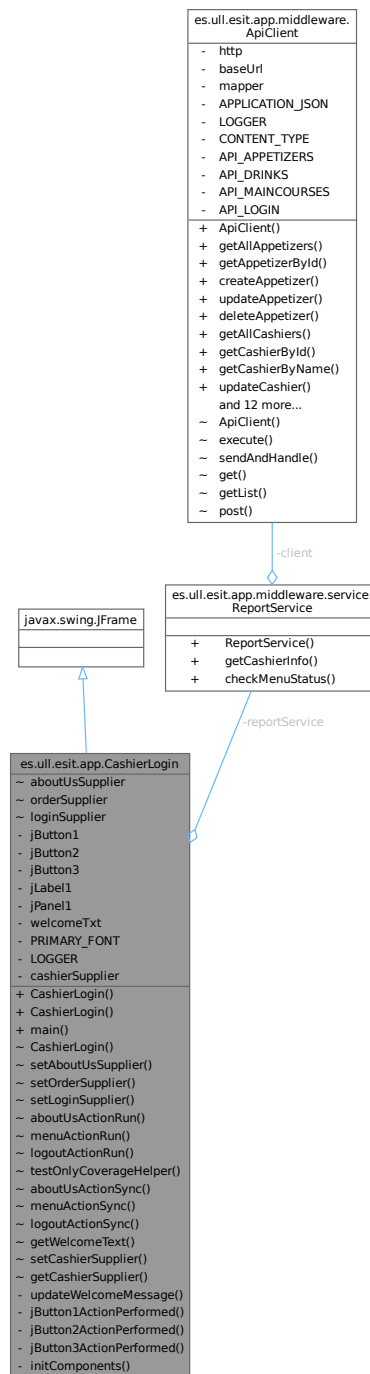 es.ull.esit.app.middleware.
ApiClient
- http
- baseUrl
- mapper
- APPLICATION_JSON
- LOGGER
- CONTENT_TYPE
- API_APPETIZERS
- API_DRINKS
- API_MAINCOURSES
- API_LOGIN
+ ApiClient()
+ getAllAppetizers()
+ getAppetizerById()
+ createAppetizer()
+ updateAppetizer()
+ deleteAppetizer()
+ getAllCashiers()
+ getCashierById()
+ getCashierByName()
+ updateCashier()
and 12 more...
~ ApiClient()
~ execute()
~ sendAndHandle()
~ get()
~ getList()
~ post()
-client
es.ull.esit.app.middleware.service.
ReportService
+ ReportService()
+ getCashierInfo()
+ checkMenuStatus()
javax.swing.JFrame
-reportService
es.ull.esit.app.CashierLogin
~ aboutUsSupplier
~ orderSupplier
~ loginSupplier
- jButton1
- jButton2
- jButton3
- jLabel1
- jPanel1
- welcomeTxt
- PRIMARY_FONT
- LOGGER
- cashierSupplier
+ CashierLogin()
+ CashierLogin()
+ main()
~ CashierLogin()
~ setAboutUsSupplier()
~ setOrderSupplier()
~ setLoginSupplier()
~ aboutUsActionRun()
~ menuActionRun()
~ logoutActionRun()
~ testOnlyCoverageHelper()
~ aboutUsActionSync()
~ menuActionSync()
~ logoutActionSync()
~ getWelcomeText()
~ setCashierSupplier()
~ getCashierSupplier()
- updateWelcomeMessage()
- jButton1ActionPerformed()
- jButton2ActionPerformed()
- jButton3ActionPerformed()
- initComponents()